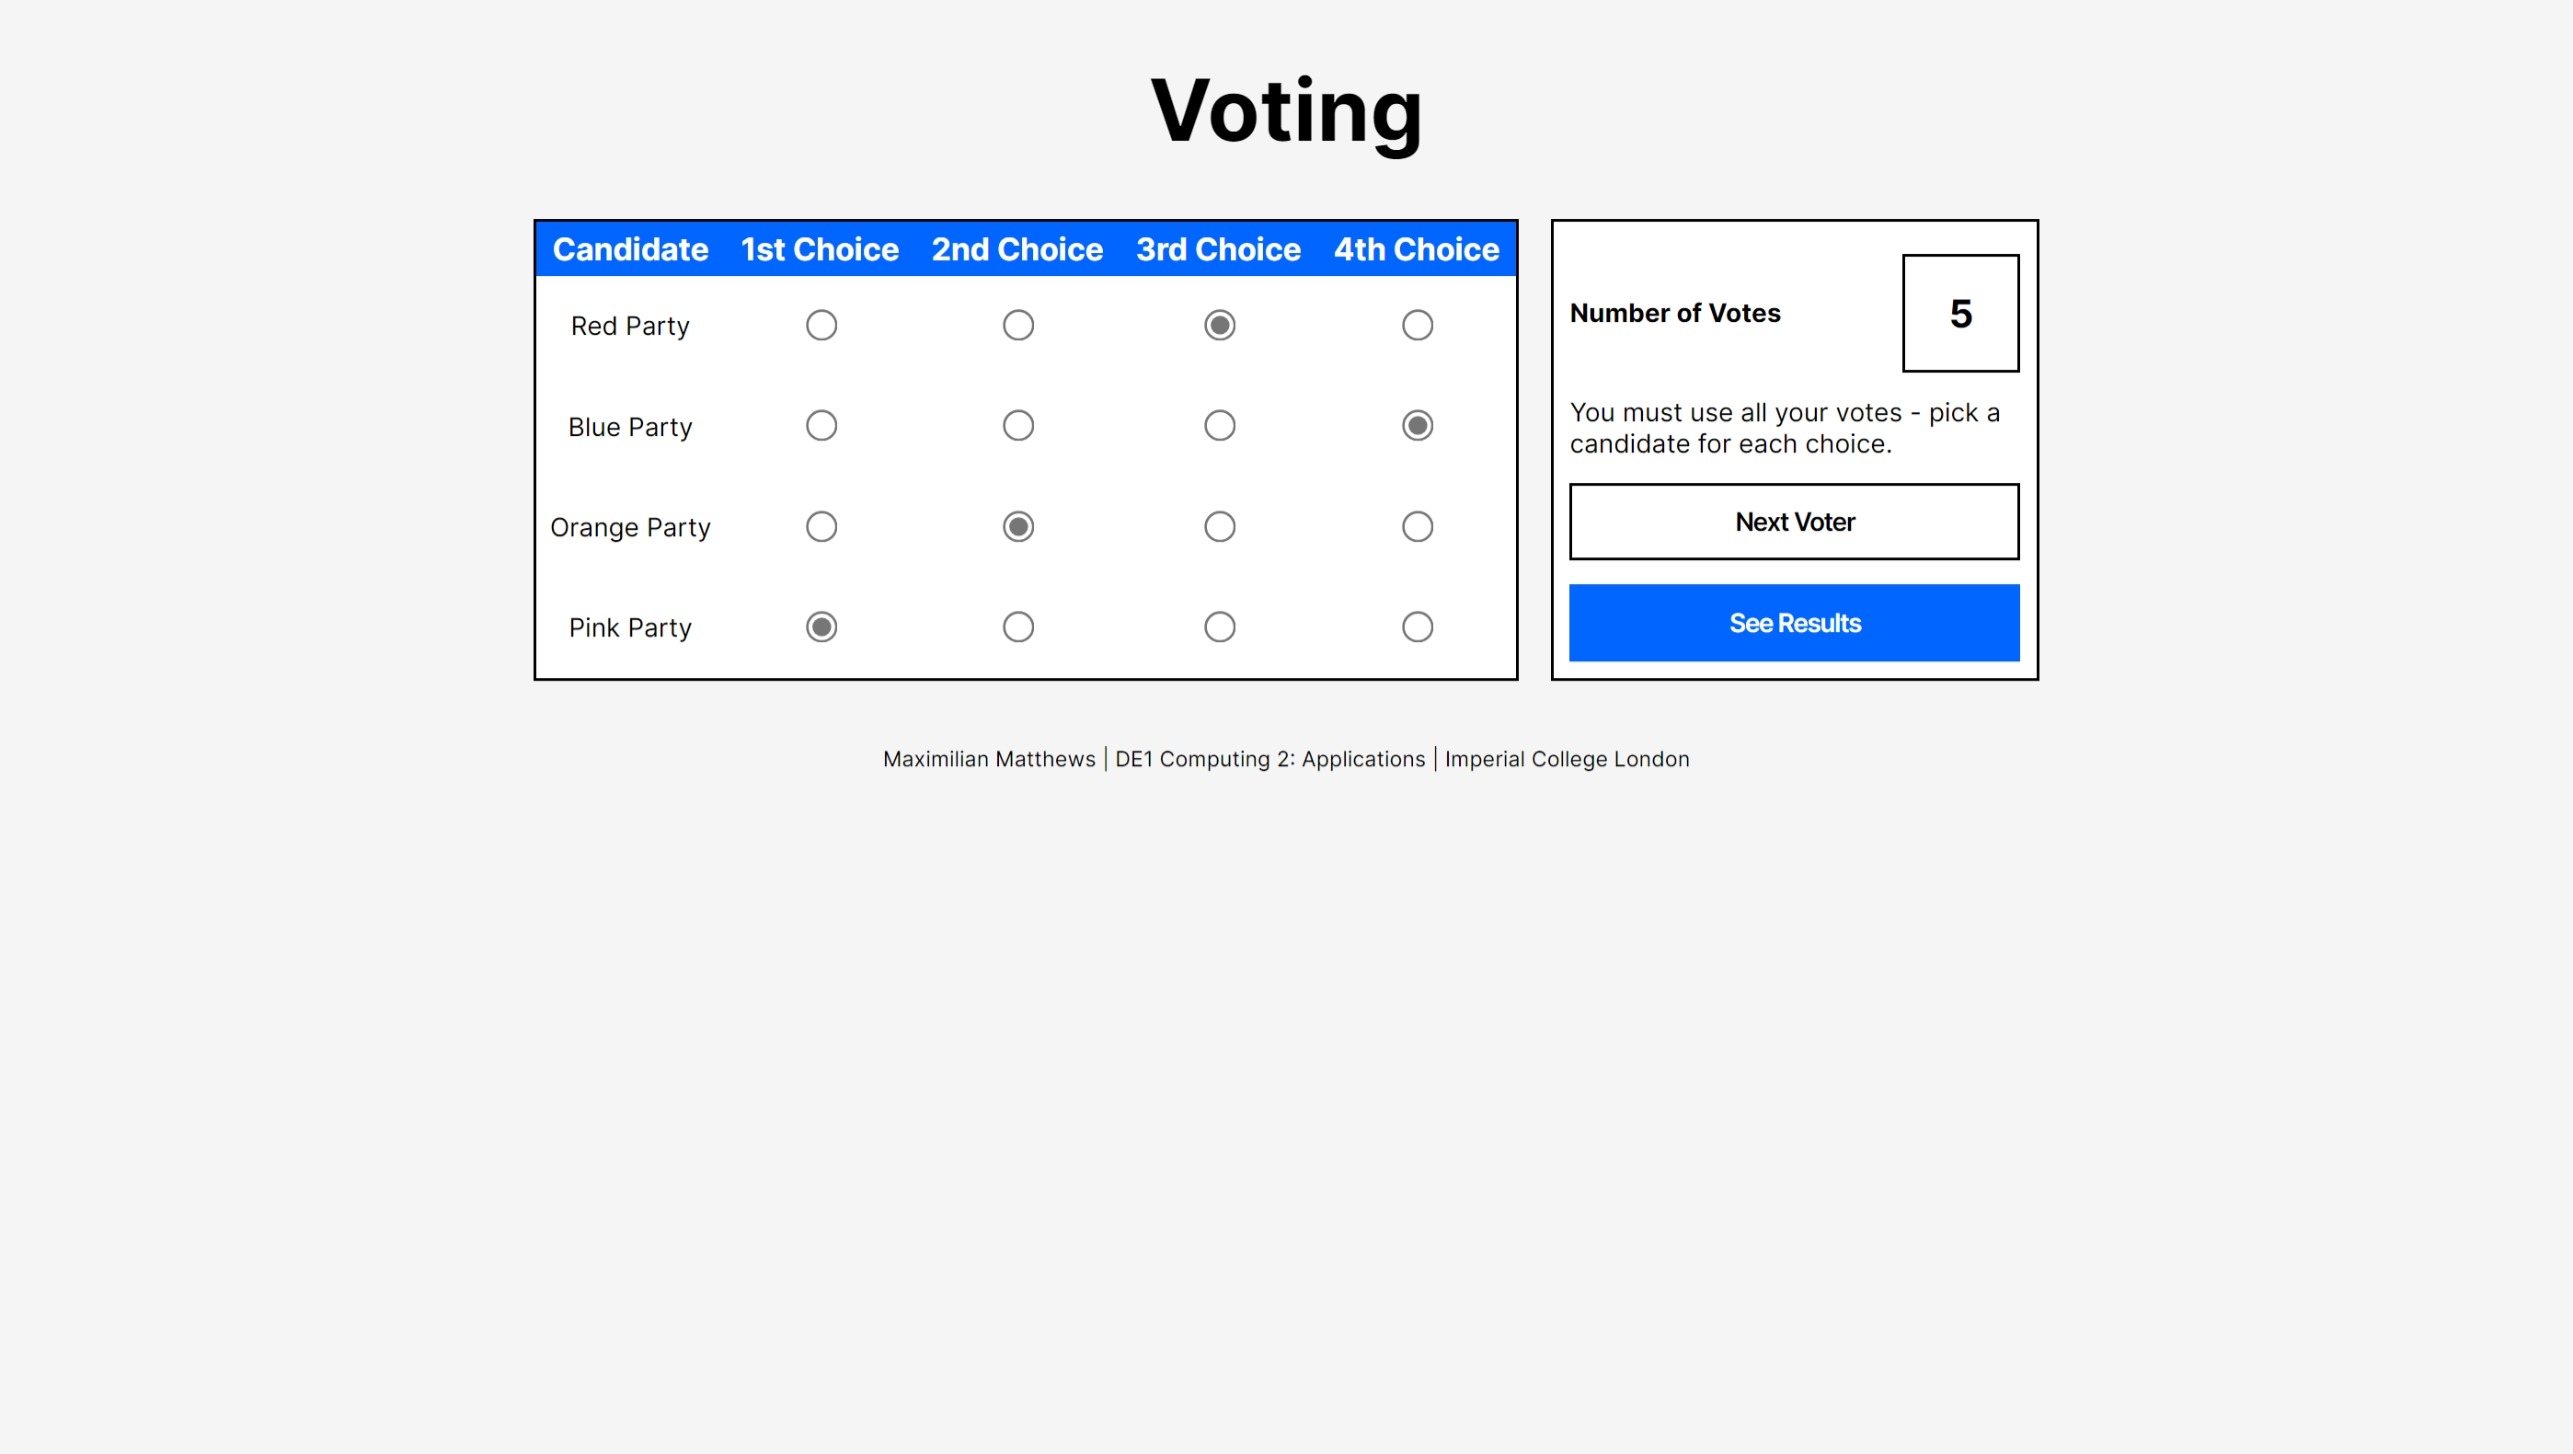 Voting
Candidate 1st Choice 2nd Choice 3rd Choice 4th Choice
Red Party
Blue Party
Orange Party
Pink Party
Number of Votes
5
You must use all your votes - pick a
candidate for each choice.
Next Voter
See Results
Maximilian Matthews | DE1 Computing 2: Applications | Imperial College London